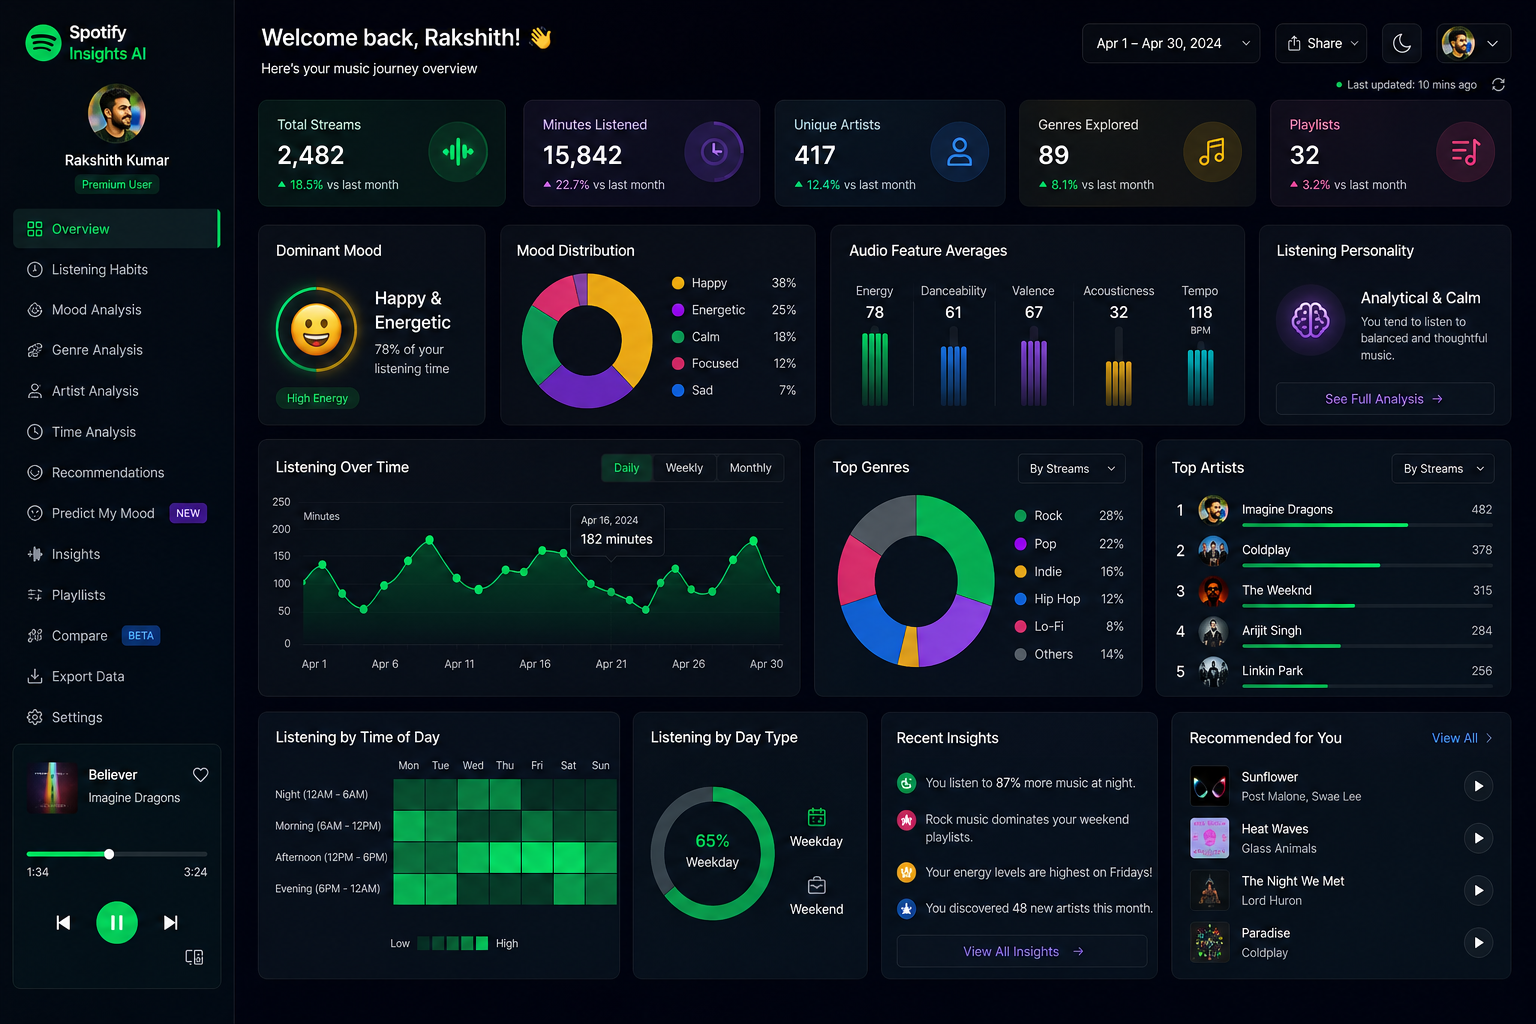 Spotify
Insights AI
Rakshith Kumar
Premium User
Overview
Listening Habits
Mood Analysis
Genre Analysis
Artist Analysis
Time Analysis
Recommendations
Predict My Mood NEW
Insights
Playllists
Compare BETA
Export Data
Settings
Believer
Imagine Dragons
1:34 3:24
Welcome back, Rakshith! 👋
Here's your music journey overview
Apr 1 – Apr 30, 2024
Share
Last updated: 10 mins ago
Total Streams
2,482
▲ 18.5% vs last month
Minutes Listened
15,842
▲ 22.7% vs last month
Unique Artists
417
▲ 12.4% vs last month
Genres Explored
89
▲ 8.1% vs last month
Playlists
32
▲ 3.2% vs last month
Dominant Mood
Happy &
Energetic
78% of your
listening time
High Energy
Mood Distribution
Happy 38%
Energetic 25%
Calm 18%
Focused 12%
Sad 7%
Audio Feature Averages
Energy Danceability Valence Acousticness Tempo
78 61 67 32 118
BPM
Listening Personality
Analytical & Calm
You tend to listen to
balanced and thoughtful
music.
See Full Analysis →
Listening Over Time
Daily Weekly Monthly
250
200
150
100
50
0
Minutes
Apr 16, 2024
182 minutes
Apr 1 Apr 6 Apr 11 Apr 16 Apr 21 Apr 26 Apr 30
Top Genres
By Streams
Rock 28%
Pop 22%
Indie 16%
Hip Hop 12%
Lo-Fi 8%
Others 14%
Top Artists
By Streams
1 Imagine Dragons 482
2 Coldplay 378
3 The Weeknd 315
4 Arijit Singh 284
5 Linkin Park 256
Listening by Time of Day
Mon Tue Wed Thu Fri Sat Sun
Night (12AM - 6AM)
Morning (6AM - 12PM)
Afternoon (12PM - 6PM)
Evening (6PM - 12AM)
Low High
Listening by Day Type
65%
Weekday
Weekday
Weekend
Recent Insights
You listen to 87% more music at night.
Rock music dominates your weekend
playlists.
Your energy levels are highest on Fridays!
You discovered 48 new artists this month.
View All Insights →
Recommended for You
View All >
Sunflower
Post Malone, Swae Lee
Heat Waves
Glass Animals
The Night We Met
Lord Huron
Paradise
Coldplay